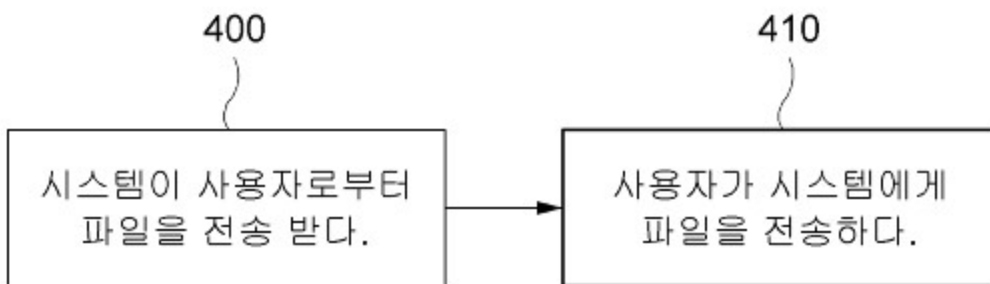 400
410
시스템이 사용자로부터
파일을 전송 받다.
사용자가 시스템에게
파일을 전송하다.